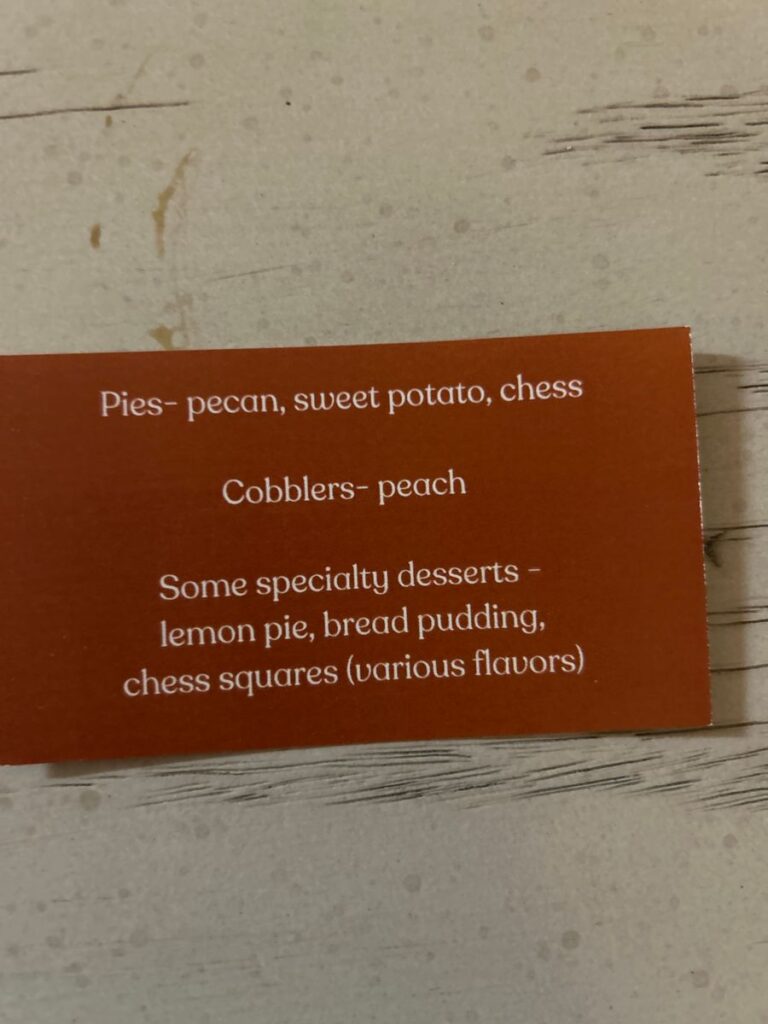 Pies- pecan, sweet potato, chess
Cobblers- peach
Some specialty desserts -
lemon pie, bread pudding,
chess squares (various flavors)